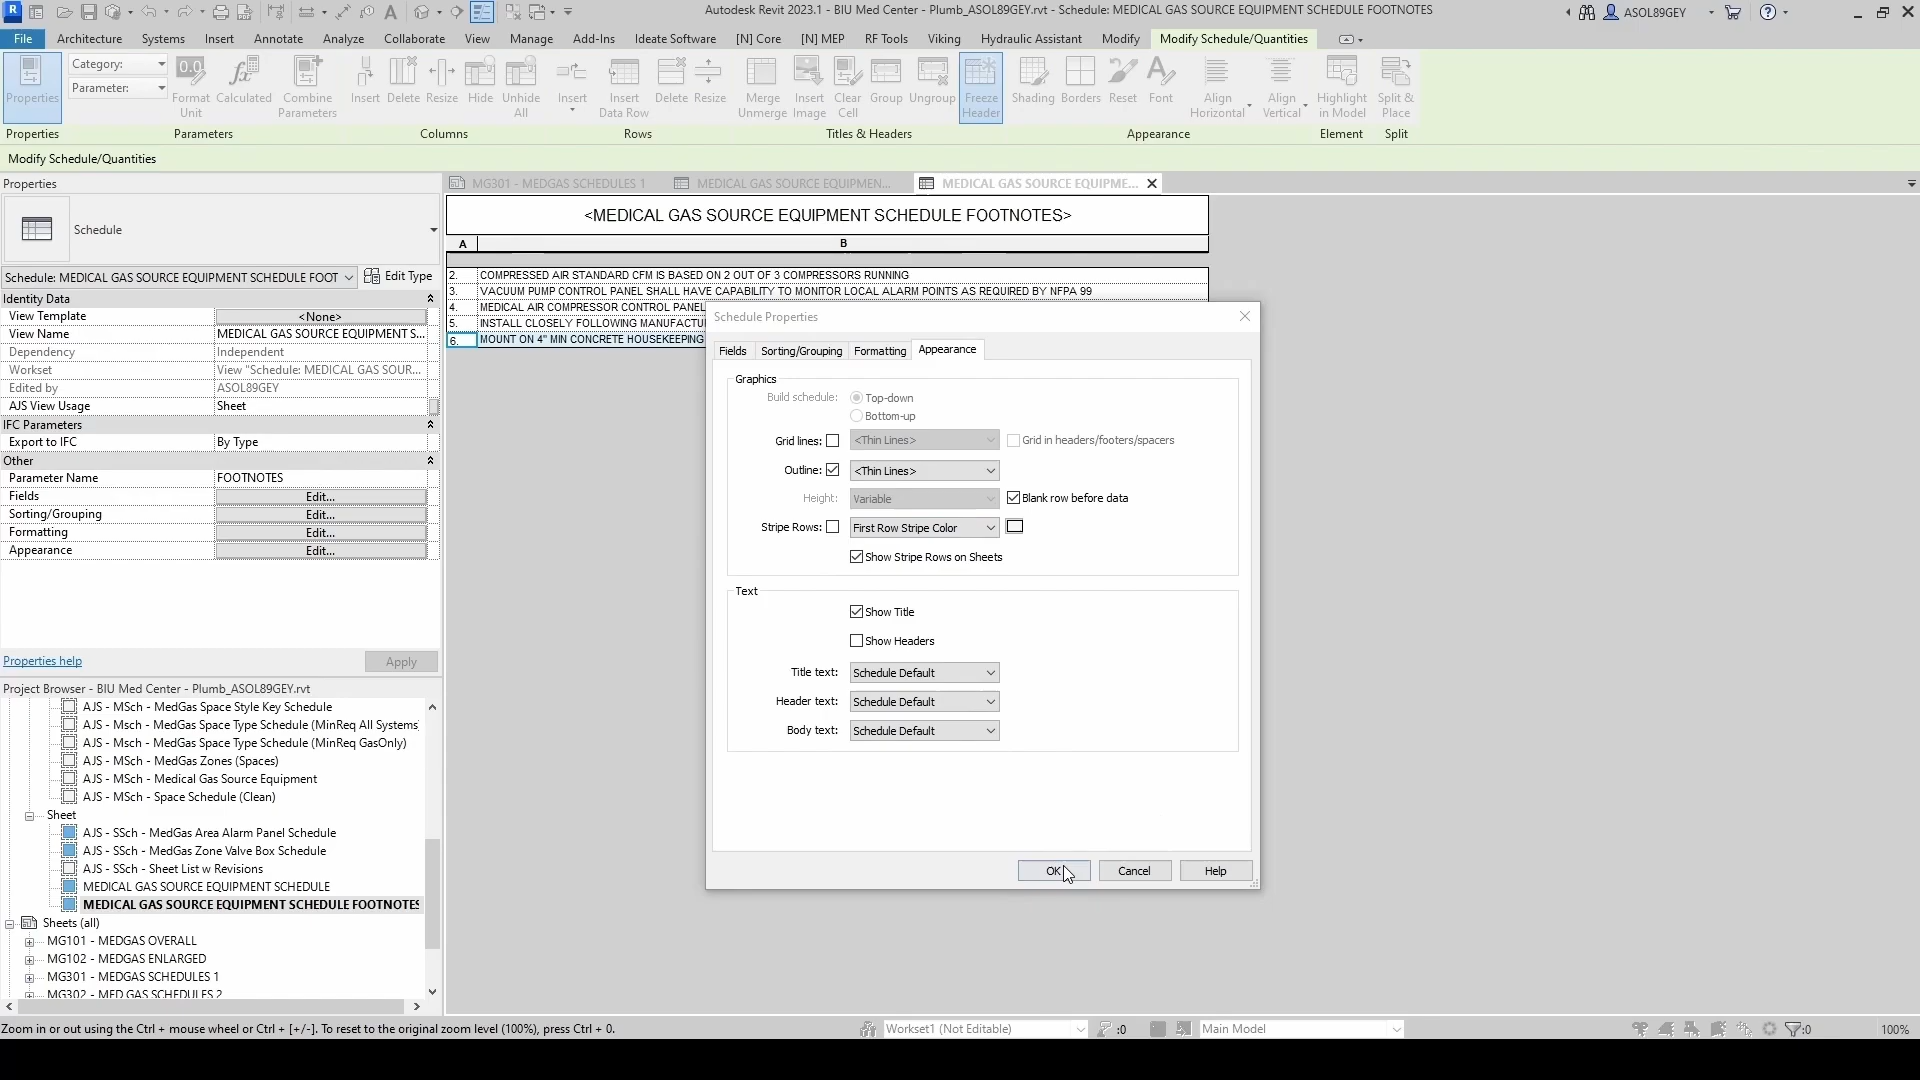 Autodesk Revit 2023.1 - BIU Med Center - Plumb_ASOL89GEY.rvt - Schedule: MEDICAL GAS SOURCE EQUIPMENT SCHEDULE FOOTNOTES
ASOL89GEY
File Architecture Systems Insert Annotate Analyze Collaborate View Manage Add-Ins Ideate Software [N] Core [N] MEP RF Tools Viking Hydraulic Assistant Modify Modify Schedule/Quantities
Category:
Parameter:
Properties
Format Unit
Calculated
Combine Parameters
Insert
Delete
Resize
Hide
Unhide All
Insert
Insert Data Row
Delete
Resize
Merge Unmerge
Insert Image
Clear Cell
Group
Ungroup
Freeze Header
Shading
Borders
Reset
Font
Align Horizontal
Align Vertical
Highlight in Model
Split & Place
Properties Parameters Columns Rows Titles & Headers Appearance Element Split
Modify Schedule/Quantities
Properties
Schedule
Schedule: MEDICAL GAS SOURCE EQUIPMENT SCHEDULE FOOT
Edit Type
Identity Data
View Template <None>
View Name MEDICAL GAS SOURCE EQUIPMENT S...
Dependency Independent
Workset View "Schedule: MEDICAL GAS SOUR...
Edited by ASOL89GEY
AJS View Usage Sheet
IFC Parameters
Export to IFC By Type
Other
Parameter Name FOOTNOTES
Fields Edit...
Sorting/Grouping Edit...
Formatting Edit...
Appearance Edit...
Properties help
Apply
Project Browser - BIU Med Center - Plumb_ASOL89GEY.rvt
AJS - MSch - MedGas Space Style Key Schedule
AJS - Msch - MedGas Space Type Schedule (MinReq All Systems)
AJS - Msch - MedGas Space Type Schedule (MinReq GasOnly)
AJS - MSch - MedGas Zones (Spaces)
AJS - MSch - Medical Gas Source Equipment
AJS - MSch - Space Schedule (Clean)
Sheet
AJS - SSch - MedGas Area Alarm Panel Schedule
AJS - SSch - MedGas Zone Valve Box Schedule
AJS - SSch - Sheet List w Revisions
MEDICAL GAS SOURCE EQUIPMENT SCHEDULE
MEDICAL GAS SOURCE EQUIPMENT SCHEDULE FOOTNOTES
Sheets (all)
MG101 - MEDGAS OVERALL
MG102 - MEDGAS ENLARGED
MG301 - MEDGAS SCHEDULES 1
MG302 - MED GAS SCHEDULES 2
MG301 - MEDGAS SCHEDULES 1
MEDICAL GAS SOURCE EQUIPMEN...
MEDICAL GAS SOURCE EQUIPME...
<MEDICAL GAS SOURCE EQUIPMENT SCHEDULE FOOTNOTES>
A B
2. COMPRESSED AIR STANDARD CFM IS BASED ON 2 OUT OF 3 COMPRESSORS RUNNING
3. VACUUM PUMP CONTROL PANEL SHALL HAVE CAPABILITY TO MONITOR LOCAL ALARM POINTS AS REQUIRED BY NFPA 99
4. MEDICAL AIR COMPRESSOR CONTROL PANEL
5. INSTALL CLOSELY FOLLOWING MANUFACTU
6. MOUNT ON 4" MIN CONCRETE HOUSEKEEPING
Schedule Properties
Fields Sorting/Grouping Formatting Appearance
Graphics
Build schedule: Top-down
Bottom-up
Grid lines: <Thin Lines> Grid in headers/footers/spacers
Outline: <Thin Lines>
Height: Variable Blank row before data
Stripe Rows: First Row Stripe Color
Show Stripe Rows on Sheets
Text
Show Title
Show Headers
Title text: Schedule Default
Header text: Schedule Default
Body text: Schedule Default
OK Cancel Help
Zoom in or out using the Ctrl + mouse wheel or Ctrl + [+/-]. To reset to the original zoom level (100%), press Ctrl + 0.
Workset1 (Not Editable)
:0
Main Model
:0
100%